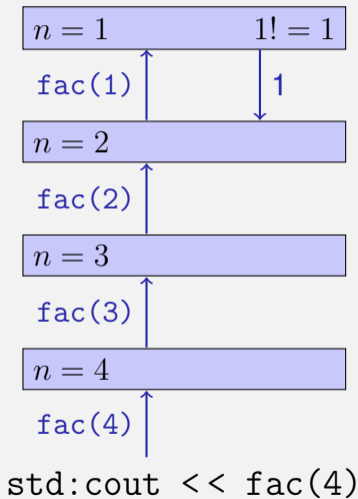 n = 1 1! = 1
fac(1) 1
n = 2
fac(2)
n = 3
fac(3)
n = 4
fac(4)
std:cout << fac(4)